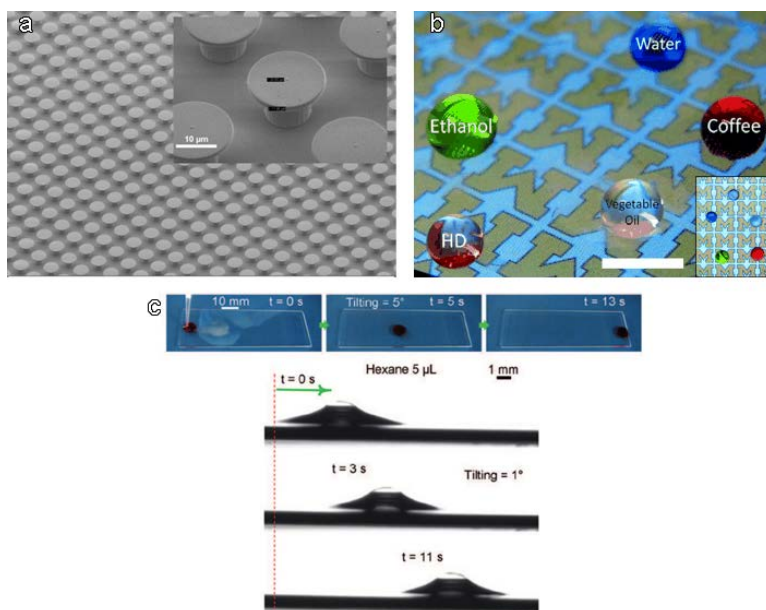 a
10 µm
b
Water
Ethanol
Coffee
Vegetable
Oil
HD
c
10 mm
t = 0 s
Tilting = 5°
t = 5 s
t = 13 s
Hexane 5 µL
1 mm
t = 0 s
t = 3 s
Tilting = 1°
t = 11 s